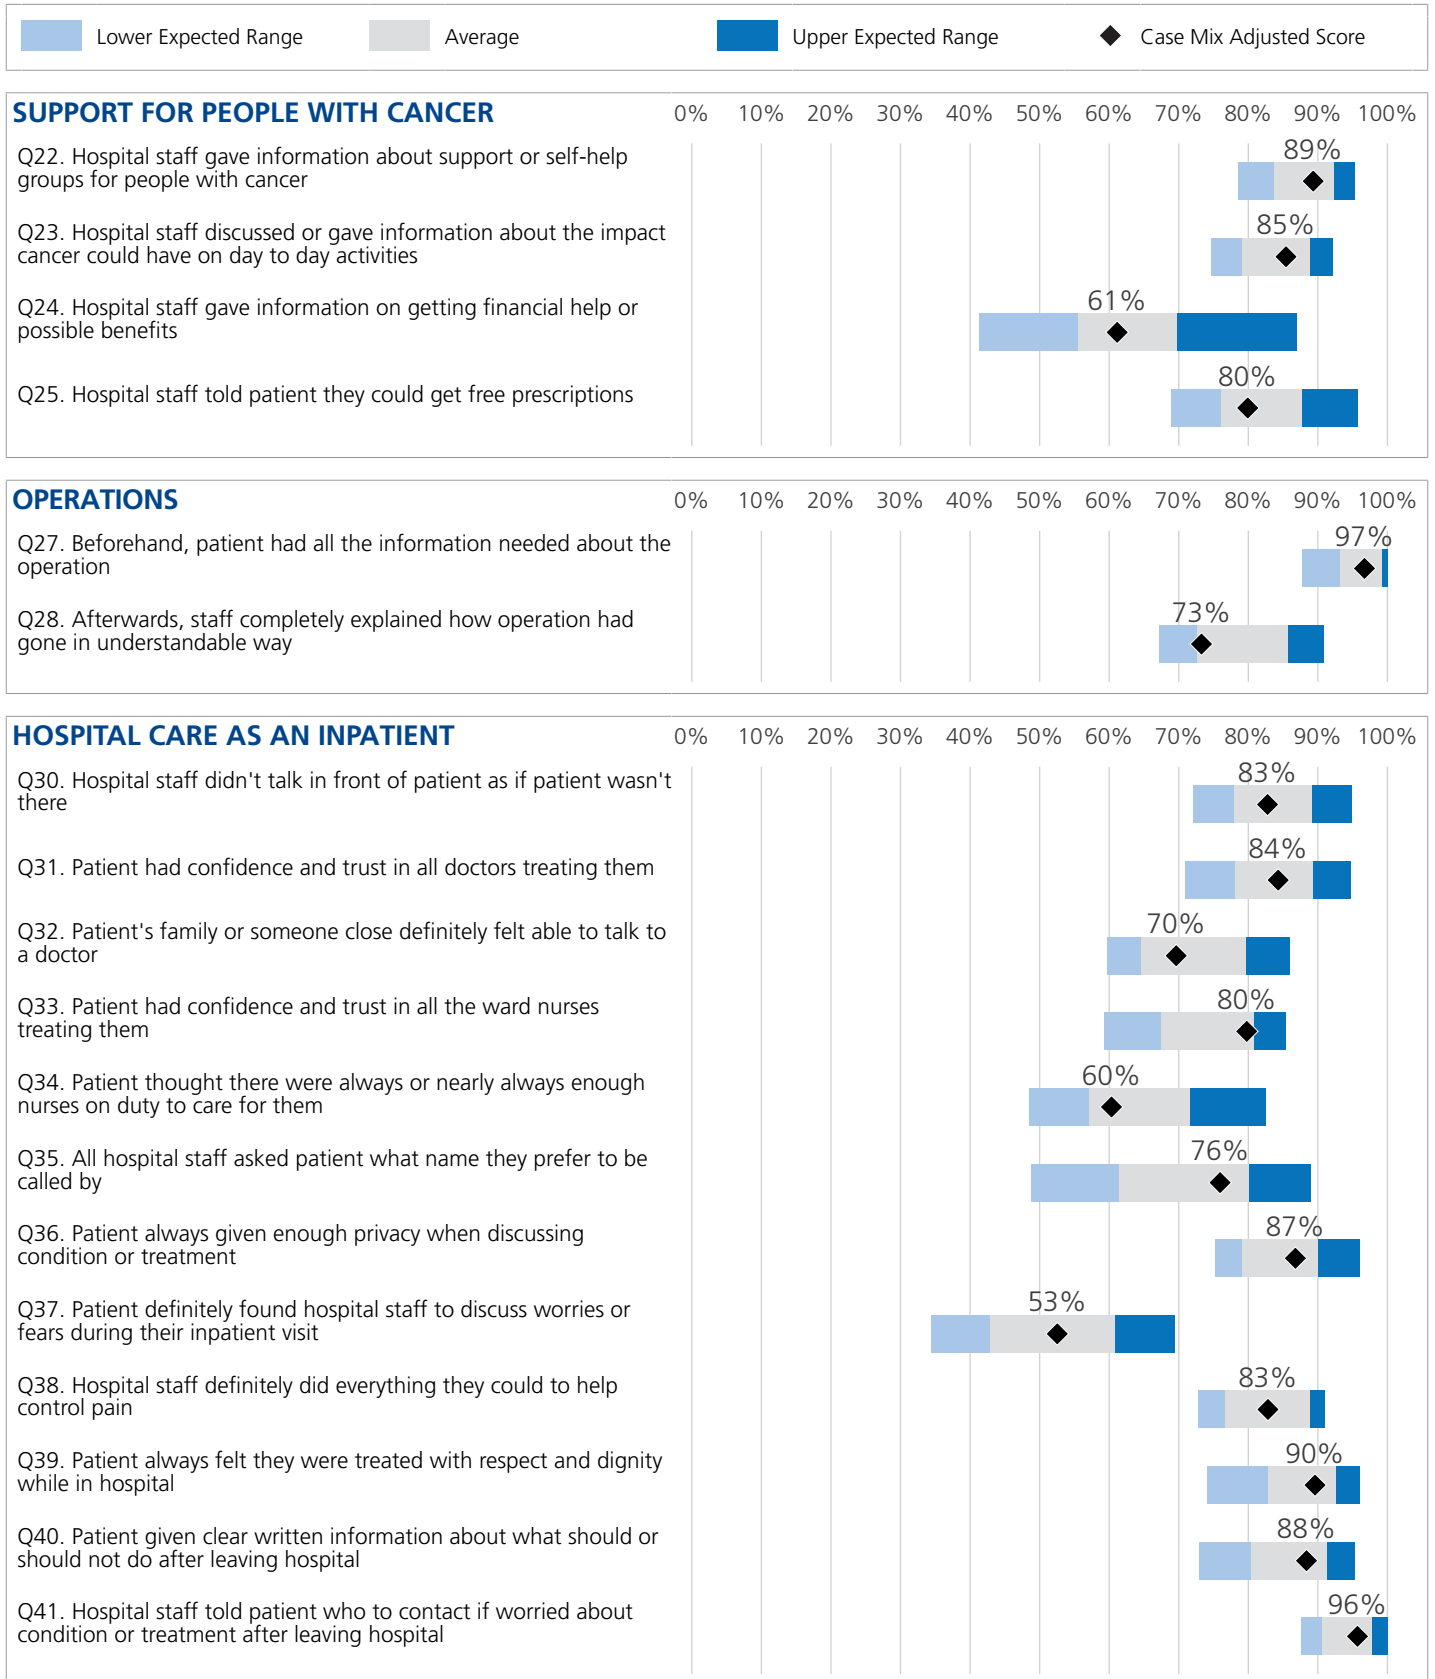 Lower Expected Range Average Upper Expected Range Case Mix Adjusted Score
SUPPORT FOR PEOPLE WITH CANCER 0% 10% 20% 30% 40% 50% 60% 70% 80% 90% 100%
Q22. Hospital staff gave information about support or self-help
groups for people with cancer
89%
Q23. Hospital staff discussed or gave information about the impact
cancer could have on day to day activities
85%
Q24. Hospital staff gave information on getting financial help or
possible benefits
61%
Q25. Hospital staff told patient they could get free prescriptions
80%
OPERATIONS 0% 10% 20% 30% 40% 50% 60% 70% 80% 90% 100%
Q27. Beforehand, patient had all the information needed about the
operation
97%
Q28. Afterwards, staff completely explained how operation had
gone in understandable way
73%
HOSPITAL CARE AS AN INPATIENT 0% 10% 20% 30% 40% 50% 60% 70% 80% 90% 100%
Q30. Hospital staff didn't talk in front of patient as if patient wasn't
there
83%
Q31. Patient had confidence and trust in all doctors treating them
84%
Q32. Patient's family or someone close definitely felt able to talk to
a doctor
70%
Q33. Patient had confidence and trust in all the ward nurses
treating them
80%
Q34. Patient thought there were always or nearly always enough
nurses on duty to care for them
60%
Q35. All hospital staff asked patient what name they prefer to be
called by
76%
Q36. Patient always given enough privacy when discussing
condition or treatment
87%
Q37. Patient definitely found hospital staff to discuss worries or
fears during their inpatient visit
53%
Q38. Hospital staff definitely did everything they could to help
control pain
83%
Q39. Patient always felt they were treated with respect and dignity
while in hospital
90%
Q40. Patient given clear written information about what should or
should not do after leaving hospital
88%
Q41. Hospital staff told patient who to contact if worried about
condition or treatment after leaving hospital
96%